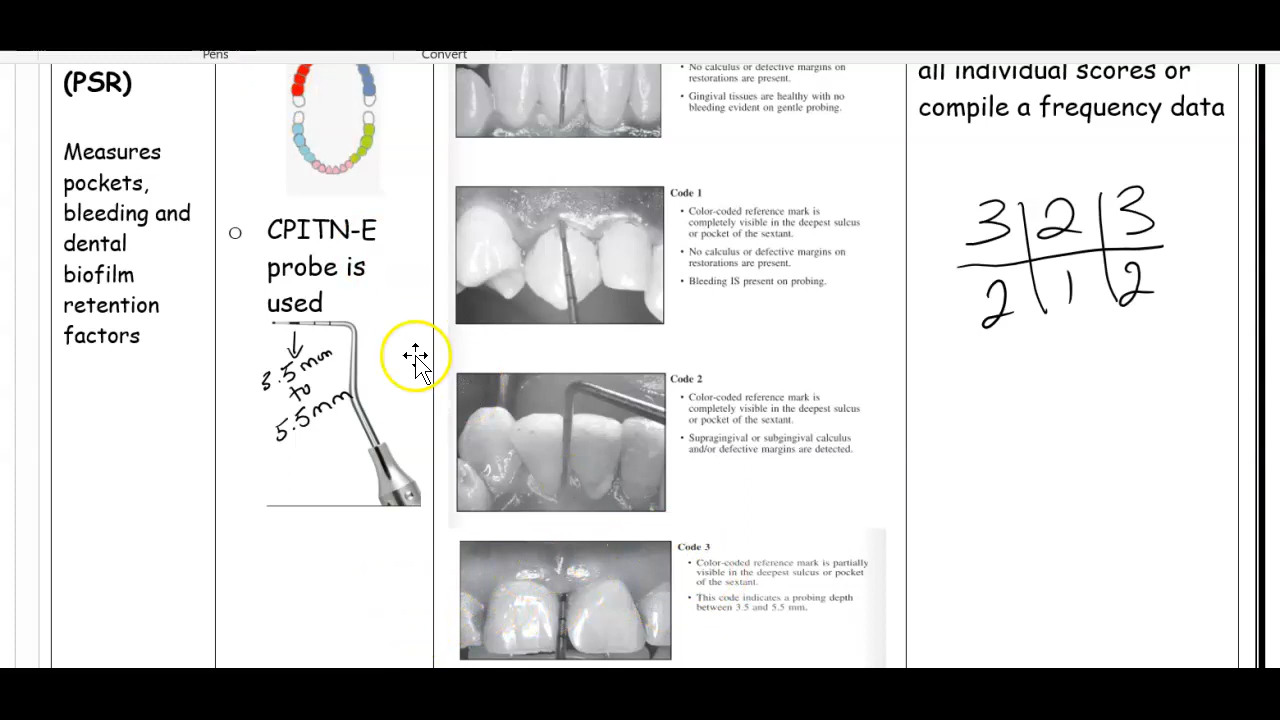 Pens
Convert
(PSR)
Measures
pockets,
bleeding and
dental
biofilm
retention
factors
CPITN-E
probe is
used
3.5mm
to
5.5mm
• No calculus or defective margins on
restorations are present.
• Gingival tissues are healthy with no
bleeding evident on gentle probing.
Code 1
• Color-coded reference mark is
completely visible in the deepest sulcus
or pocket of the sextant.
• No calculus or defective margins on
restorations are present.
• Bleeding IS present on probing.
Code 2
• Color-coded reference mark is
completely visible in the deepest sulcus
or pocket of the sextant.
• Supragingival or subgingival calculus
and/or defective margins are detected.
Code 3
• Color-coded reference mark is partially
visible in the deepest sulcus or pocket
of the sextant.
• This code indicates a probing depth
between 3.5 and 5.5 mm.
all individual scores or
compile a frequency data
3 2 3
2 1 2